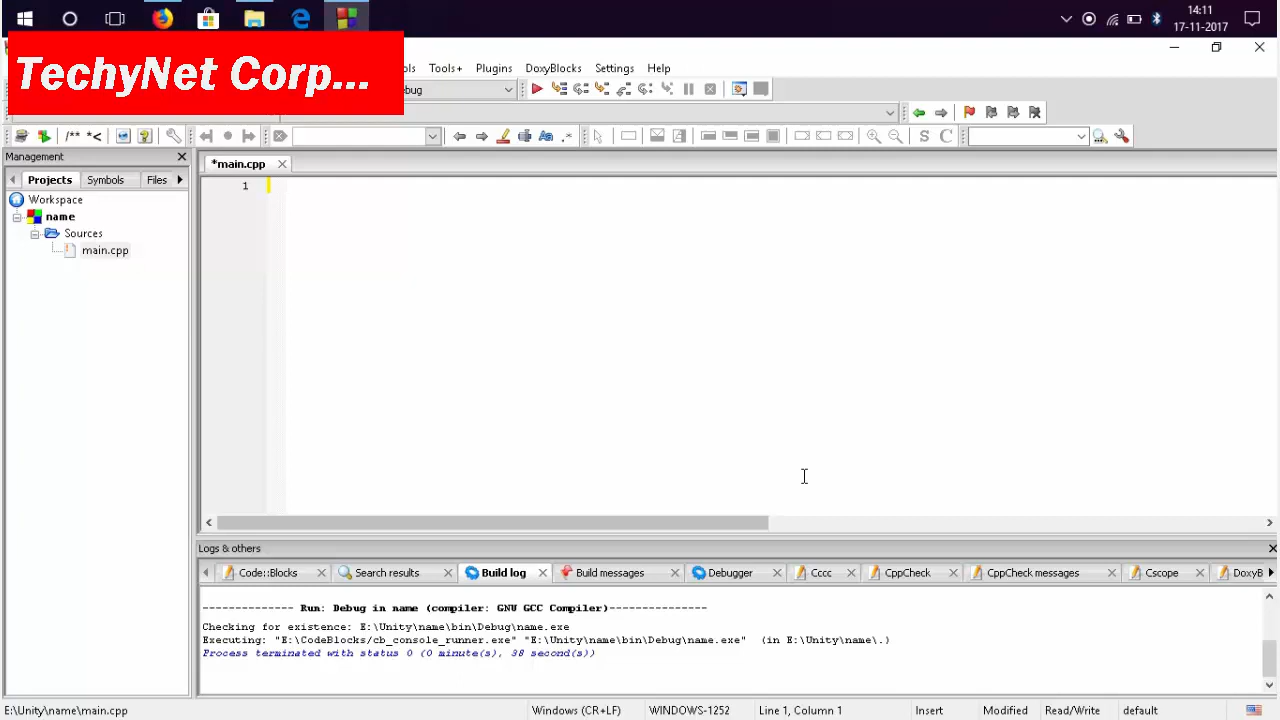 14:11
17-11-2017
TechyNet Corp...
ols Tools+ Plugins DoxyBlocks Settings Help
bug
/** *<
Aa .*
S C
Management
Projects Symbols Files
*main.cpp
1
Workspace
name
Sources
main.cpp
Logs & others
Code::Blocks Search results Build log Build messages Debugger Cccc CppCheck CppCheck messages Cscope DoxyB
-------------- Run: Debug in name (compiler: GNU GCC Compiler)---------------
Checking for existence: E:\Unity\name\bin\Debug\name.exe
Executing: "E:\CodeBlocks/cb_console_runner.exe" "E:\Unity\name\bin\Debug\name.exe"  (in E:\Unity\name\.)
Process terminated with status 0 (0 minute(s), 38 second(s))
E:\Unity\name\main.cpp Windows (CR+LF) WINDOWS-1252 Line 1, Column 1 Insert Modified Read/Write default